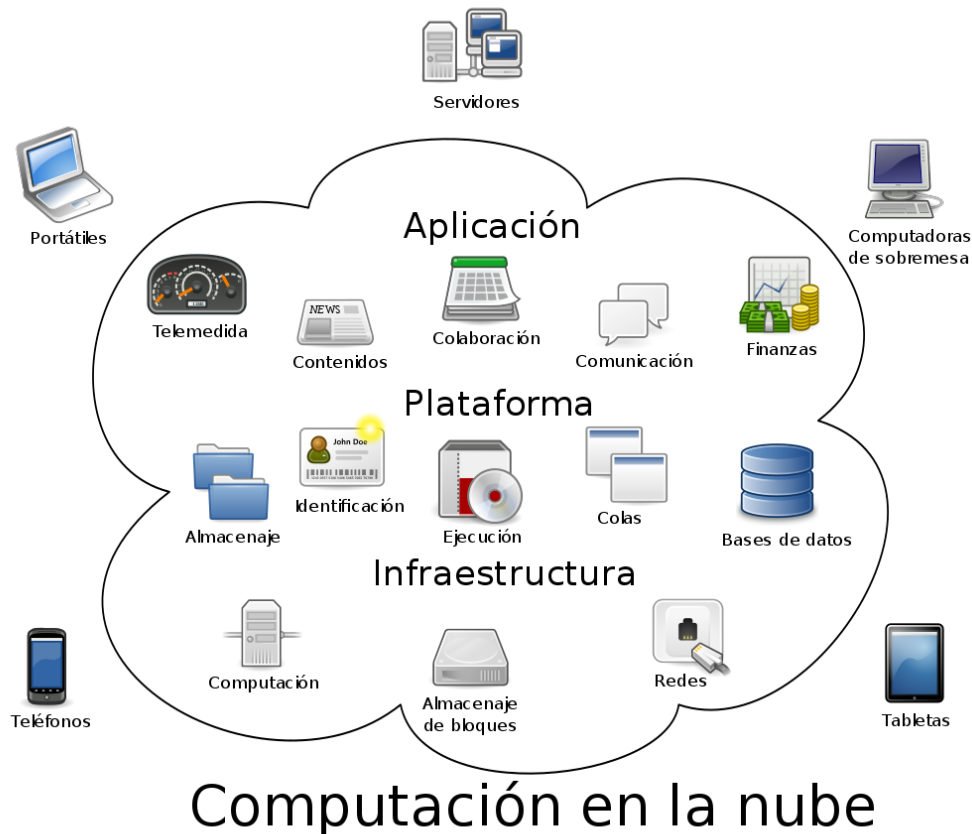 Servidores
Portátiles
Computadoras
de sobremesa
Aplicación
Telemedida
NEWS
Contenidos
Colaboración
Comunicación
Finanzas
Plataforma
John Doe
Almacenaje
Identificación
Ejecución
Colas
Bases de datos
Infraestructura
Computación
Almacenaje
de bloques
Redes
Teléfonos
Tabletas
Computación en la nube